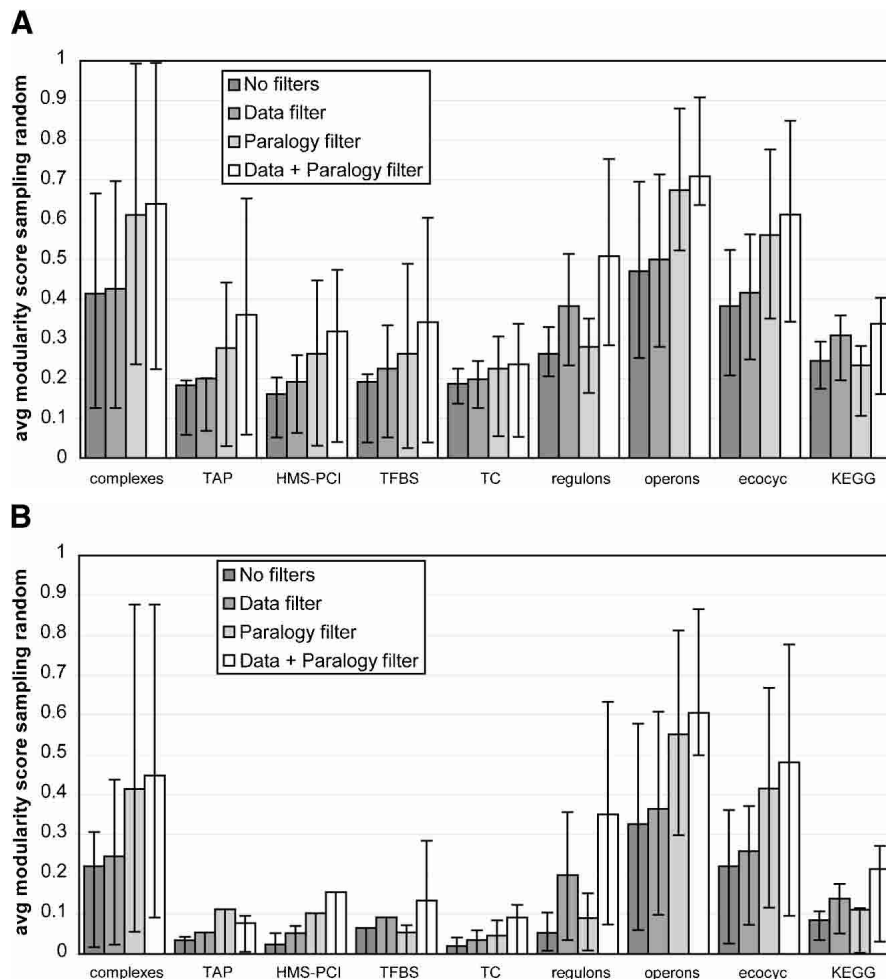 A
avg modularity score sampling random
1
0.9
0.8
0.7
0.6
0.5
0.4
0.3
0.2
0.1
0
No filters
Data filter
Paralogy filter
Data + Paralogy filter
complexes TAP HMS-PCI TFBS TC regulons operons ecocyc KEGG
B
avg modularity score sampling random
1
0.9
0.8
0.7
0.6
0.5
0.4
0.3
0.2
0.1
0
No filters
Data filter
Paralogy filter
Data + Paralogy filter
complexes TAP HMS-PCI TFBS TC regulons operons ecocyc KEGG